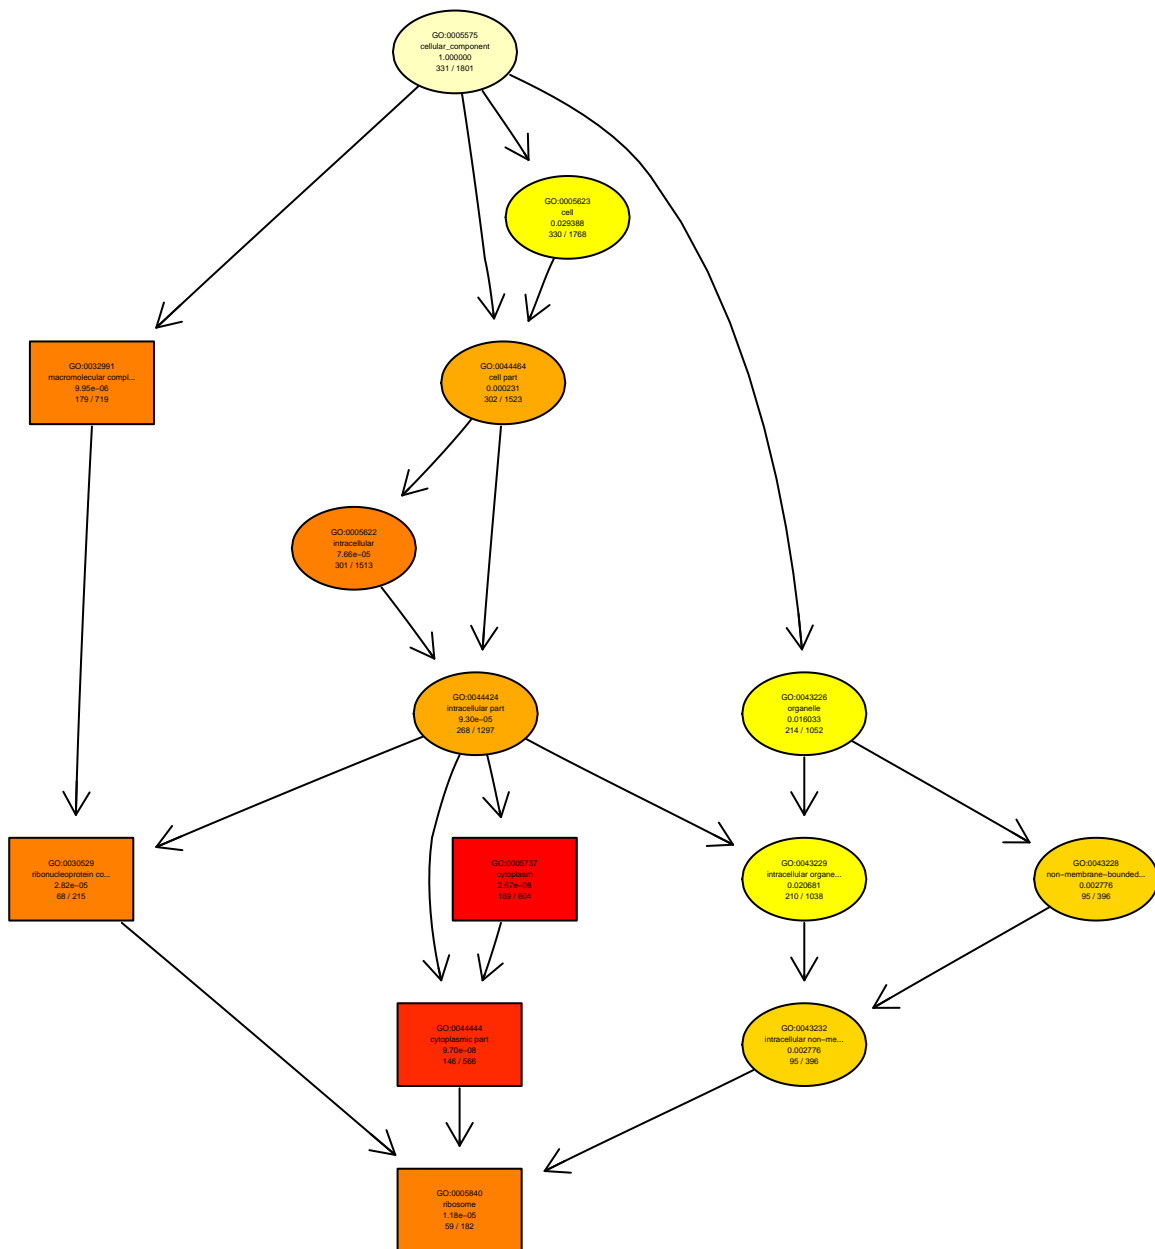 GO:0005575
cellular_component
1.000000
331 / 1801
GO:0005623
cell
0.029388
330 / 1768
GO:0032991
macromolecular compl...
9.95e−06
179 / 719
GO:0044464
cell part
0.000231
302 / 1523
GO:0005622
intracellular
7.66e−05
301 / 1513
GO:0044424
intracellular part
9.30e−05
268 / 1297
GO:0043226
organelle
0.016033
214 / 1052
GO:0030529
ribonucleoprotein co...
2.82e−05
68 / 215
GO:0005737
cytoplasm
2.67e−08
189 / 804
GO:0043229
intracellular organe...
0.020681
210 / 1038
GO:0043228
non−membrane−bounded...
0.002776
95 / 396
GO:0044444
cytoplasmic part
9.70e−08
146 / 566
GO:0043232
intracellular non−me...
0.002776
95 / 396
GO:0005840
ribosome
1.18e−05
59 / 182